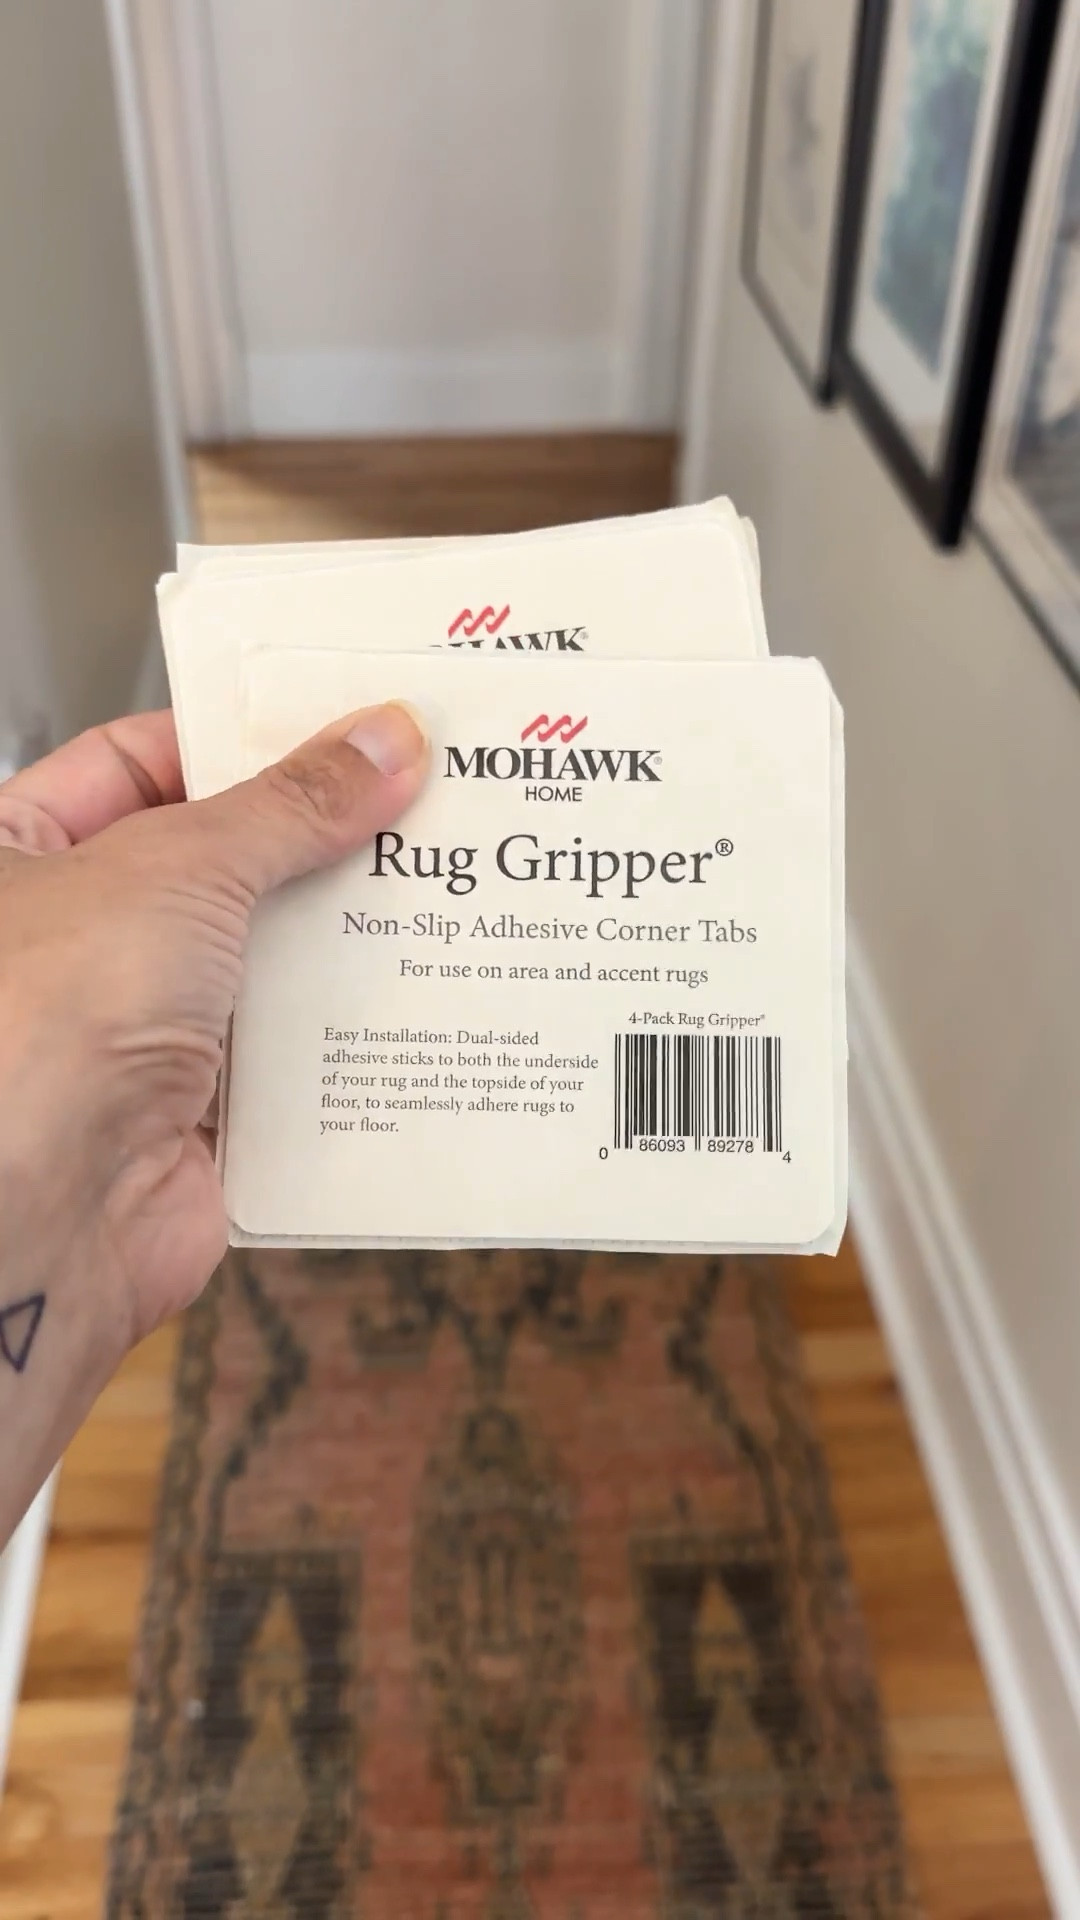 MOHAWK®
HOME
Rug Gripper®
Non-Slip Adhesive Corner Tabs
For use on area and accent rugs
4-Pack Rug Gripper®
Easy Installation: Dual-sided
adhesive sticks to both the underside
of your rug and the topside of your
floor, to seamlessly adhere rugs to
your floor.
0 86093 89278 4